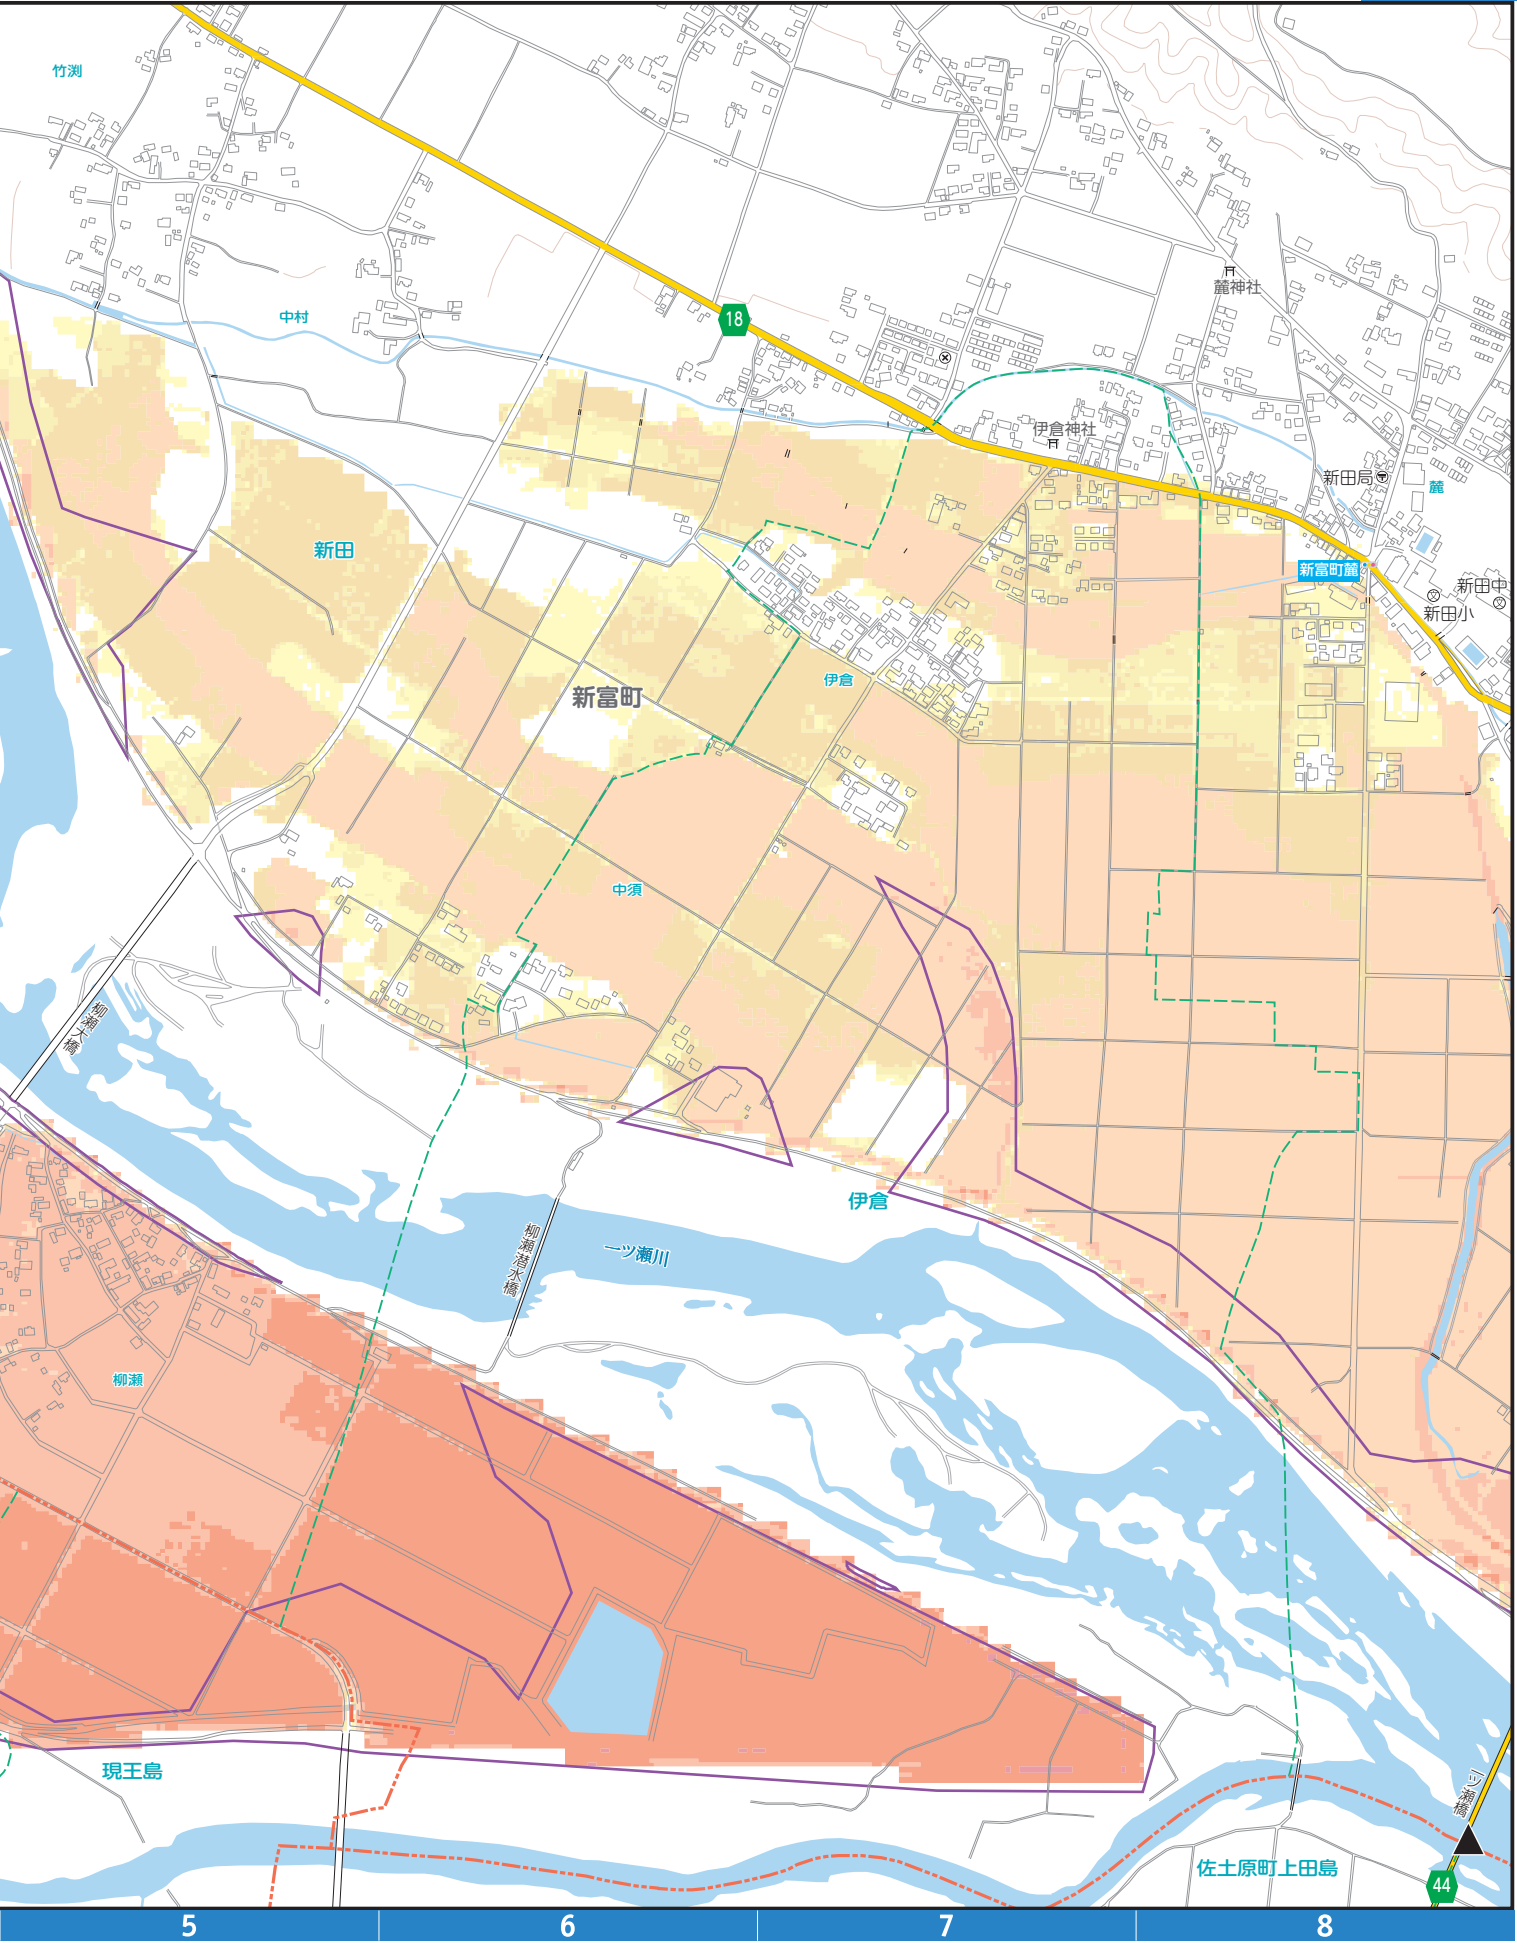 竹渕
中村
18
麓神社
伊倉神社
新田局
麓
新田
新富町麓
新田中
新田小
新富町
伊倉
中須
柳瀬大橋
伊倉
柳瀬潜水橋
一ツ瀬川
柳瀬
現王島
一ツ瀬橋
佐土原町上田島
44
5
6
7
8